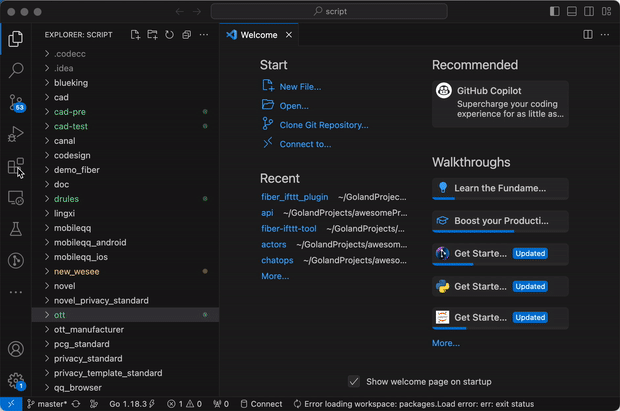 script
EXPLORER: SCRIPT
Welcome
.codecc
.idea
blueking
cad
cad-pre
cad-test
canal
codesign
demo_fiber
doc
drules
lingxi
mobileqq
mobileqq_android
mobileqq_ios
new_wesee
novel
novel_privacy_standard
ott
ott_manufacturer
pcg_standard
privacy_standard
privacy_template_standard
qq_browser
53
1
Start
New File...
Open...
Clone Git Repository...
Connect to...
Recent
fiber_ifttt_plugin ~/GolandProjec...
api ~/GolandProjects/awesomePr...
fiber-ifttt-tool ~/GolandProjects/...
actors ~/GolandProjects/awesom...
chatops ~/GolandProjects/aweso...
More...
Recommended
GitHub Copilot
Supercharge your coding
experience for as little as...
Walkthroughs
Learn the Fundame...
Boost your Producti...
Get Starte... Updated
Get Starte... Updated
Get Starte... Updated
More...
Show welcome page on startup
master* Go 1.18.3 1 0 0 Connect Error loading workspace: packages.Load error: err: exit status